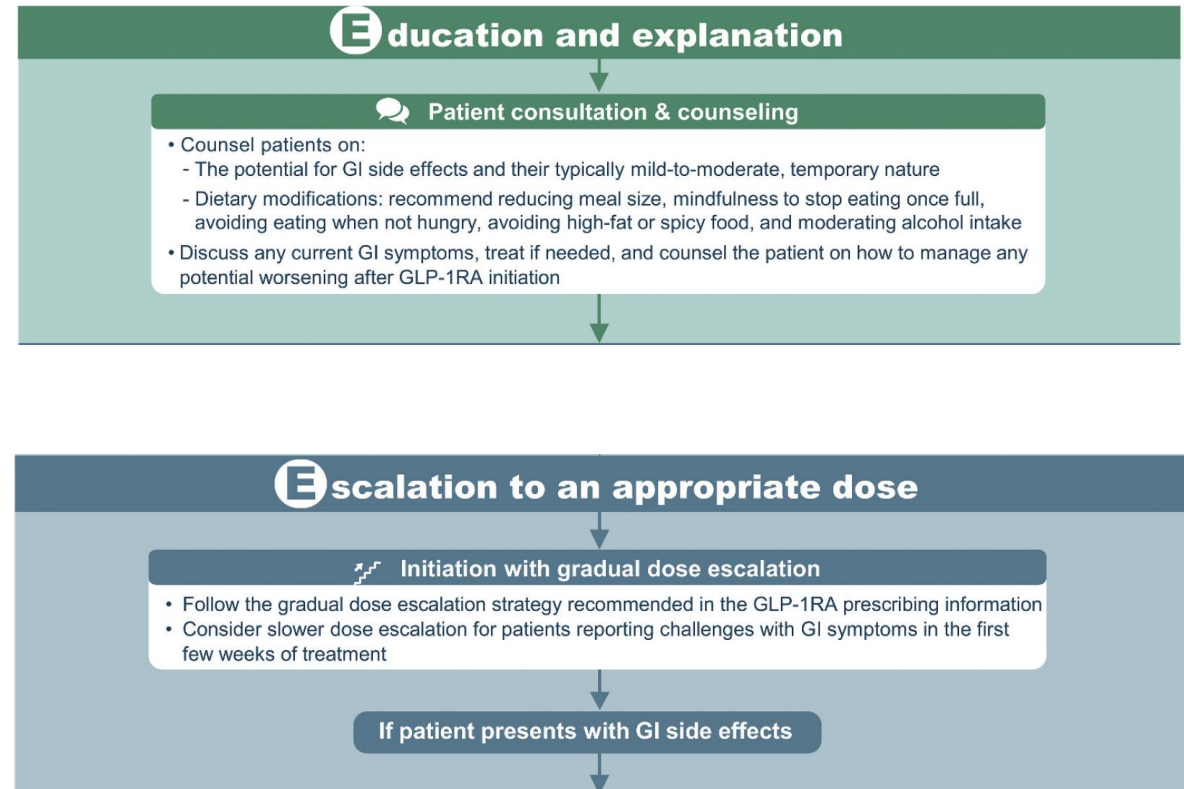 Education and explanation
Patient consultation & counseling
• Counsel patients on:
- The potential for GI side effects and their typically mild-to-moderate, temporary nature
- Dietary modifications: recommend reducing meal size, mindfulness to stop eating once full,
avoiding eating when not hungry, avoiding high-fat or spicy food, and moderating alcohol intake
• Discuss any current GI symptoms, treat if needed, and counsel the patient on how to manage any
potential worsening after GLP-1RA initiation
Escalation to an appropriate dose
Initiation with gradual dose escalation
• Follow the gradual dose escalation strategy recommended in the GLP-1RA prescribing information
• Consider slower dose escalation for patients reporting challenges with GI symptoms in the first
few weeks of treatment
If patient presents with GI side effects